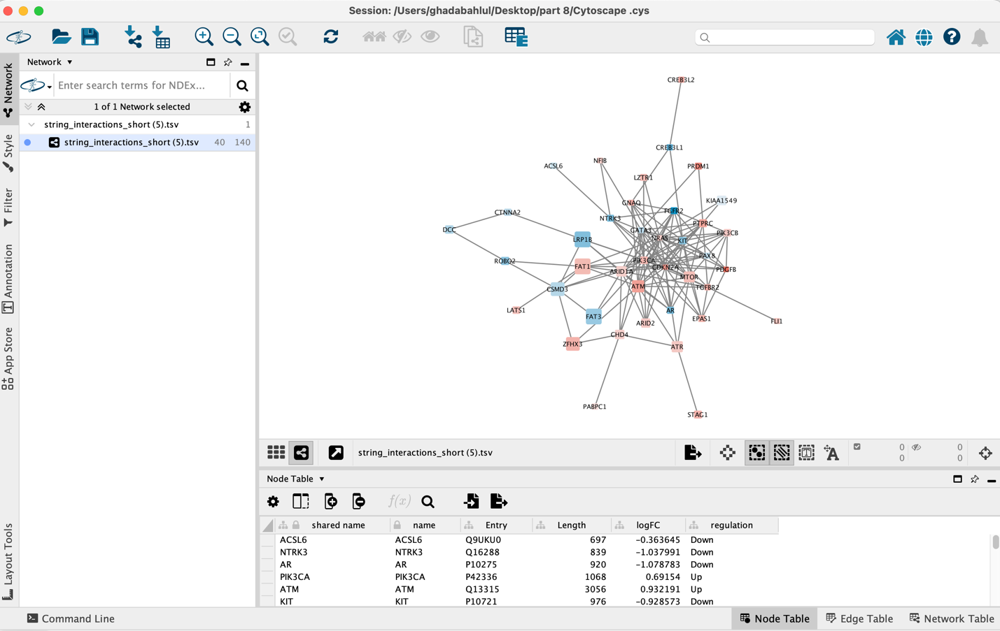 Session: /Users/ghadabahlul/Desktop/part 8/Cytoscape .cys
Network
Enter search terms for NDEx...
1 of 1 Network selected
string_interactions_short (5).tsv 1
string_interactions_short (5).tsv 40 140
Network
Style
Filter
Annotation
App Store
Layout Tools
CREB3L2
CREB3L1
NFIB
ACSL6
PRDM1
LZTR1
KIAA1549
GNAQ
FGFR2
CTNNA2
NTRK3
PTPRC
DCC
GATA3
PIK3CB
LRP1B
NRAS
KIT
PAX8
ROBO2
PIK3CA
FAT1
CDKN2A
PDGFB
ARID1A
MTOR
CSMD3
ATM
TGFBR2
LATS1
AR
FAT3
EPAS1
FLI1
ARID2
CHD4
ZFHX3
ATR
PABPC1
STAG1
string_interactions_short (5).tsv
0 0
0 0
Node Table
f(x)
shared name name Entry Length logFC regulation
ACSL6 ACSL6 Q9UKU0 697 -0.363645 Down
NTRK3 NTRK3 Q16288 839 -1.037991 Down
AR AR P10275 920 -1.078783 Down
PIK3CA PIK3CA P42336 1068 0.69154 Up
ATM ATM Q13315 3056 0.932191 Up
KIT KIT P10721 976 -0.928573 Down
Command Line
Node Table Edge Table Network Table